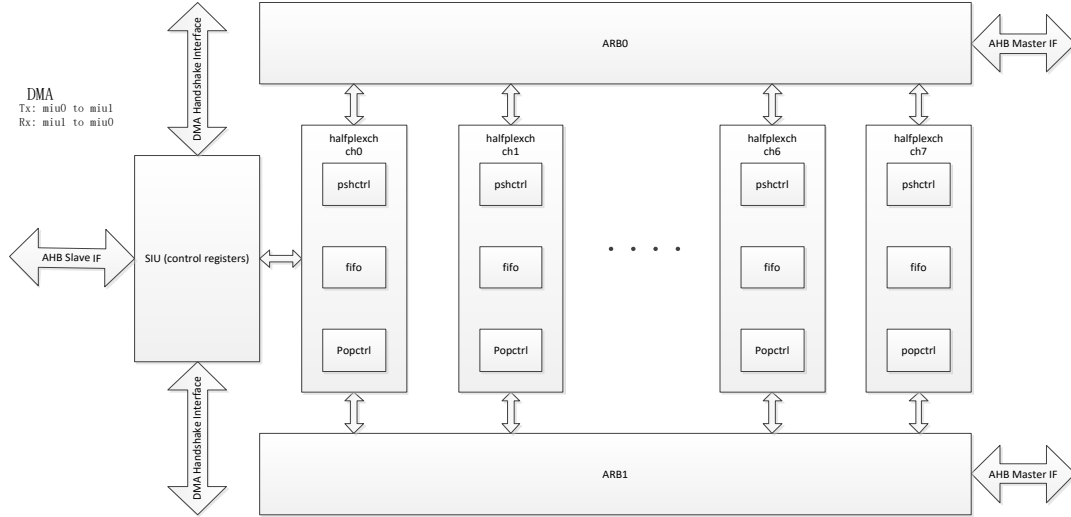 DMA
Tx: miu0 to miu1
Rx: miu1 to miu0
DMA Handshake Interface
ARB0
AHB Master IF
halfplexch
ch0
pshctrl
fifo
Popctrl
halfplexch
ch1
pshctrl
fifo
Popctrl
. . . .
halfplexch
ch6
pshctrl
fifo
Popctrl
halfplexch
ch7
pshctrl
fifo
popctrl
AHB Slave IF
SIU (control registers)
DMA Handshake Interface
ARB1
AHB Master IF